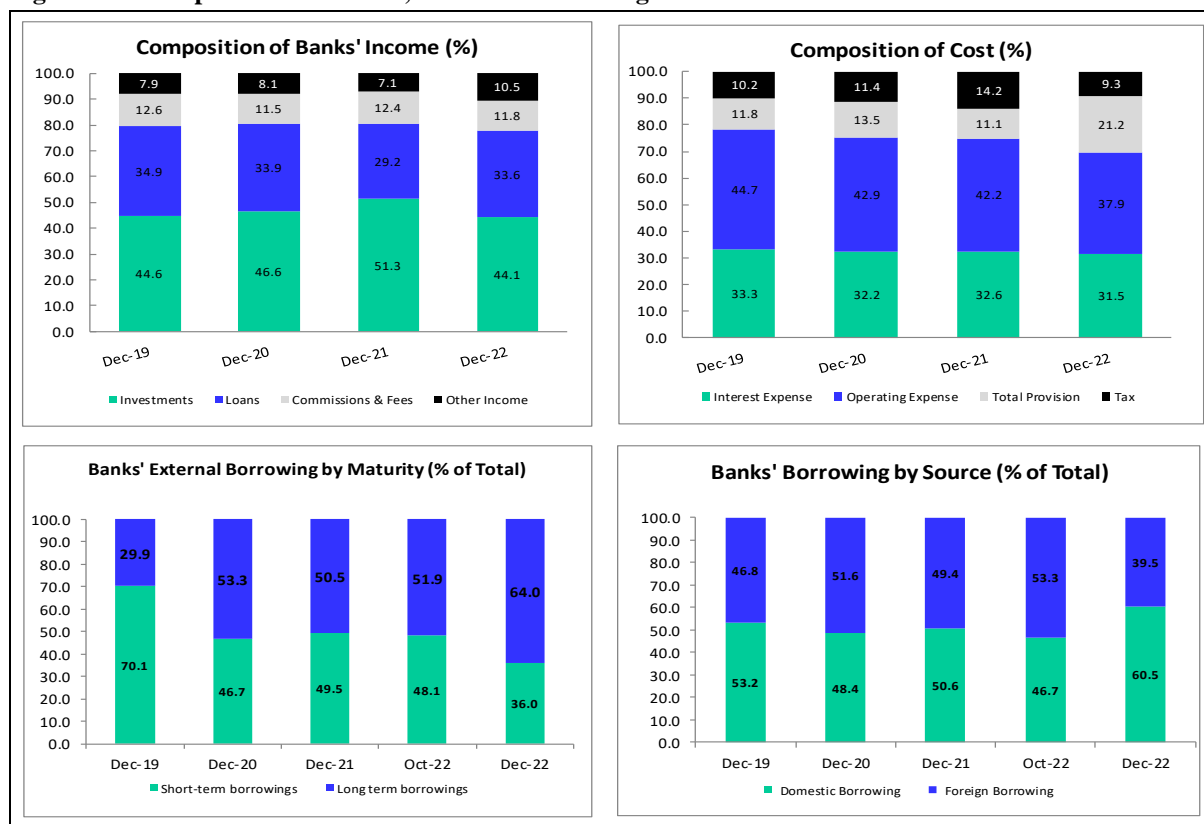 Composition of Banks' Income (%)
100.0
90.0
80.0
70.0
60.0
50.0
40.0
30.0
20.0
10.0
0.0
7.9 8.1 7.1 10.5
12.6 11.5 12.4 11.8
34.9 33.9 29.2 33.6
44.6 46.6 51.3 44.1
Dec-19 Dec-20 Dec-21 Dec-22
Investments Loans Commissions & Fees Other Income
Composition of Cost (%)
100.0
90.0
80.0
70.0
60.0
50.0
40.0
30.0
20.0
10.0
0.0
10.2 11.4 14.2 9.3
11.8 13.5 11.1 21.2
44.7 42.9 42.2 37.9
33.3 32.2 32.6 31.5
Dec-19 Dec-20 Dec-21 Dec-22
Interest Expense Operating Expense Total Provision Tax
Banks' External Borrowing by Maturity (% of Total)
100.0
90.0
80.0
70.0
60.0
50.0
40.0
30.0
20.0
10.0
0.0
29.9 53.3 50.5 51.9 64.0
70.1 46.7 49.5 48.1 36.0
Dec-19 Dec-20 Dec-21 Oct-22 Dec-22
Short-term borrowings Long term borrowings
Banks' Borrowing by Source (% of Total)
100.0
90.0
80.0
70.0
60.0
50.0
40.0
30.0
20.0
10.0
0.0
46.8 51.6 49.4 53.3 39.5
53.2 48.4 50.6 46.7 60.5
Dec-19 Dec-20 Dec-21 Oct-22 Dec-22
Domestic Borrowing Foreign Borrowing